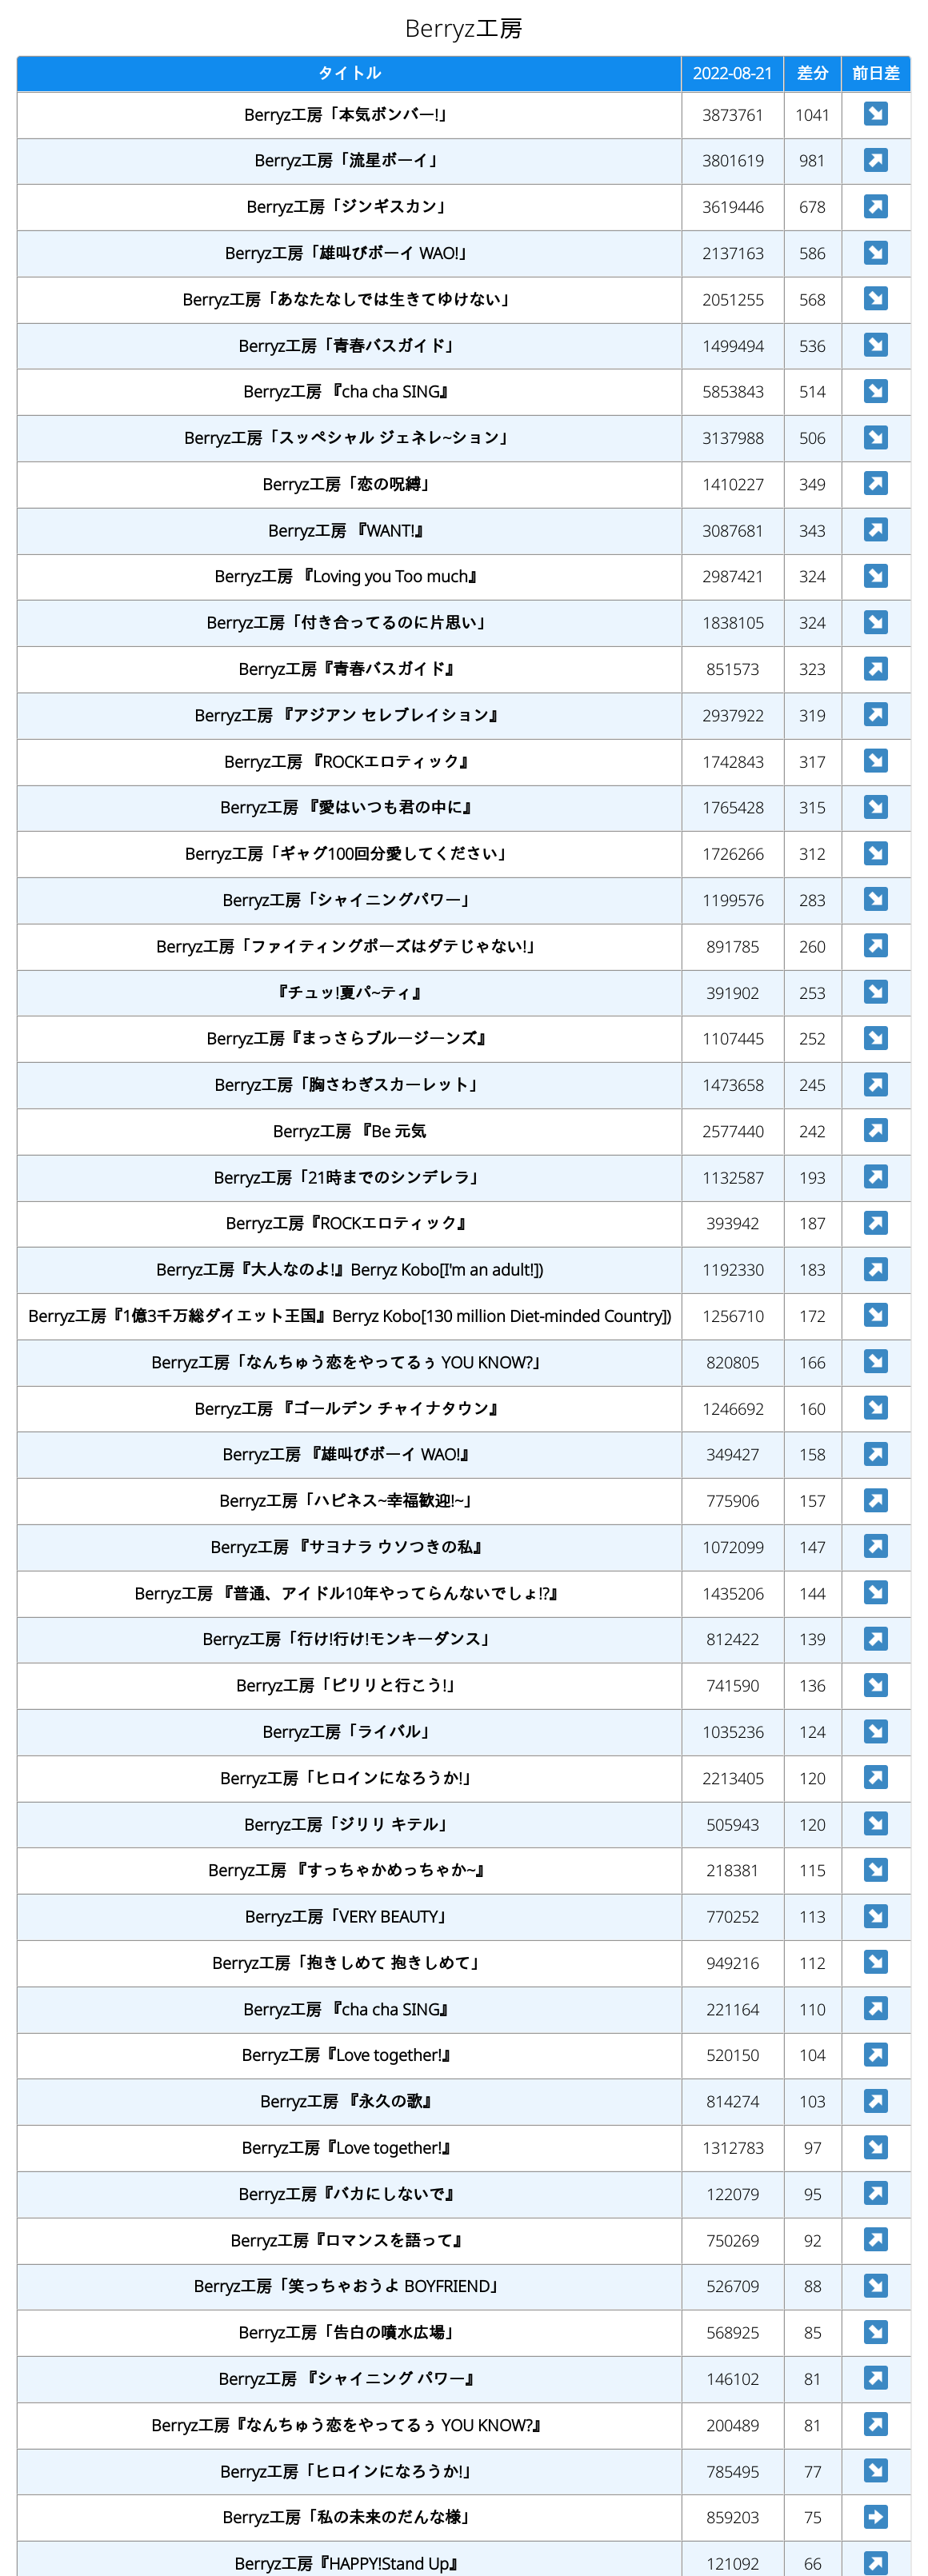 Berryz工房
タイトル 2022-08-21 差分 前日差
Berryz工房「本気ボンバー!」 3873761 1041
Berryz工房「流星ボーイ」 3801619 981
Berryz工房「ジンギスカン」 3619446 678
Berryz工房「雄叫びボーイ WAO!」 2137163 586
Berryz工房「あなたなしでは生きてゆけない」 2051255 568
Berryz工房「青春バスガイド」 1499494 536
Berryz工房 『cha cha SING』 5853843 514
Berryz工房「スッペシャル ジェネレ~ション」 3137988 506
Berryz工房「恋の呪縛」 1410227 349
Berryz工房 『WANT!』 3087681 343
Berryz工房 『Loving you Too much』 2987421 324
Berryz工房「付き合ってるのに片思い」 1838105 324
Berryz工房『青春バスガイド』 851573 323
Berryz工房 『アジアン セレブレイション』 2937922 319
Berryz工房 『ROCKエロティック』 1742843 317
Berryz工房 『愛はいつも君の中に』 1765428 315
Berryz工房「ギャグ100回分愛してください」 1726266 312
Berryz工房「シャイニングパワー」 1199576 283
Berryz工房「ファイティングポーズはダテじゃない!」 891785 260
『チュッ!夏パ~ティ』 391902 253
Berryz工房『まっさらブルージーンズ』 1107445 252
Berryz工房「胸さわぎスカーレット」 1473658 245
Berryz工房 『Be 元気 2577440 242
Berryz工房「21時までのシンデレラ」 1132587 193
Berryz工房『ROCKエロティック』 393942 187
Berryz工房『大人なのよ!』Berryz Kobo[I'm an adult!]) 1192330 183
Berryz工房『1億3千万総ダイエット王国』Berryz Kobo[130 million Diet-minded Country]) 1256710 172
Berryz工房「なんちゅう恋をやってるぅ YOU KNOW?」 820805 166
Berryz工房 『ゴールデン チャイナタウン』 1246692 160
Berryz工房 『雄叫びボーイ WAO!』 349427 158
Berryz工房「ハピネス~幸福歓迎!~」 775906 157
Berryz工房 『サヨナラ ウソつきの私』 1072099 147
Berryz工房 『普通、アイドル10年やってらんないでしょ!?』 1435206 144
Berryz工房「行け!行け!モンキーダンス」 812422 139
Berryz工房「ピリリと行こう!」 741590 136
Berryz工房「ライバル」 1035236 124
Berryz工房「ヒロインになろうか!」 2213405 120
Berryz工房「ジリリ キテル」 505943 120
Berryz工房 『すっちゃかめっちゃか~』 218381 115
Berryz工房「VERY BEAUTY」 770252 113
Berryz工房「抱きしめて 抱きしめて」 949216 112
Berryz工房 『cha cha SING』 221164 110
Berryz工房『Love together!』 520150 104
Berryz工房 『永久の歌』 814274 103
Berryz工房『Love together!』 1312783 97
Berryz工房『バカにしないで』 122079 95
Berryz工房『ロマンスを語って』 750269 92
Berryz工房「笑っちゃおうよ BOYFRIEND」 526709 88
Berryz工房「告白の噴水広場」 568925 85
Berryz工房 『シャイニング パワー』 146102 81
Berryz工房『なんちゅう恋をやってるぅ YOU KNOW?』 200489 81
Berryz工房「ヒロインになろうか!」 785495 77
Berryz工房「私の未来のだんな様」 859203 75
Berryz工房『HAPPY!Stand Up』 121092 66